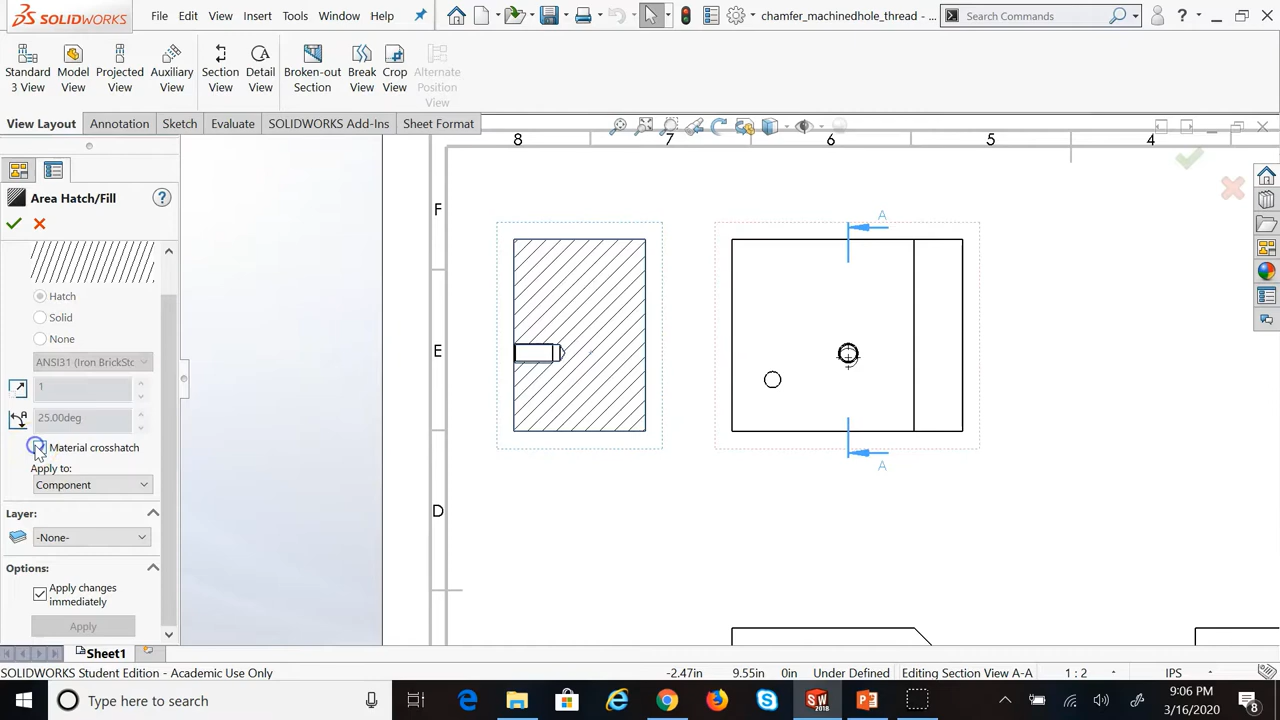 SOLIDWORKS File Edit View Insert Tools Window Help chamfer_machinedhole_thread - ... Search Commands
Standard 3 View
Model View
Projected View
Auxiliary View
Section View
Detail View
Broken-out Section
Break View
Crop View
Alternate Position View
View Layout Annotation Sketch Evaluate SOLIDWORKS Add-Ins Sheet Format
8 7 6 5 4
Area Hatch/Fill
F
A
Hatch
Solid
None
ANSI31 (Iron BrickSto
E
1
25.00deg
Material crosshatch
A
Apply to:
Component
Layer:
D
-None-
Options:
Apply changes immediately
Apply
Sheet1
SOLIDWORKS Student Edition - Academic Use Only -2.47in 9.55in 0in Under Defined Editing Section View A-A 1 : 2 IPS
Type here to search
SW
2018
9:06 PM
3/16/2020
8